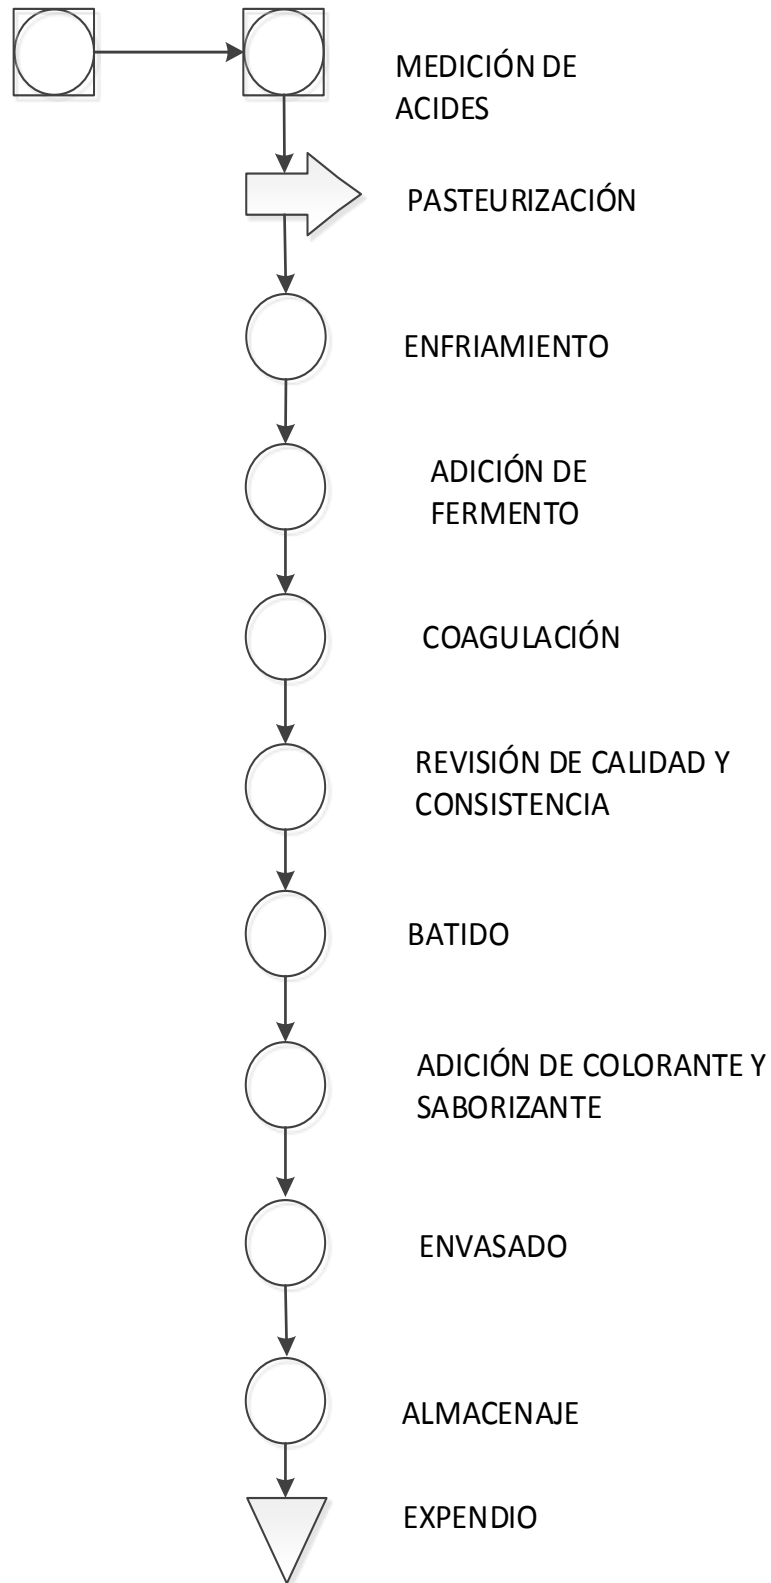 MEDICIÓN DE
ACIDES
PASTEURIZACIÓN
ENFRIAMIENTO
ADICIÓN DE
FERMENTO
COAGULACIÓN
REVISIÓN DE CALIDAD Y
CONSISTENCIA
BATIDO
ADICIÓN DE COLORANTE Y
SABORIZANTE
ENVASADO
ALMACENAJE
EXPENDIO